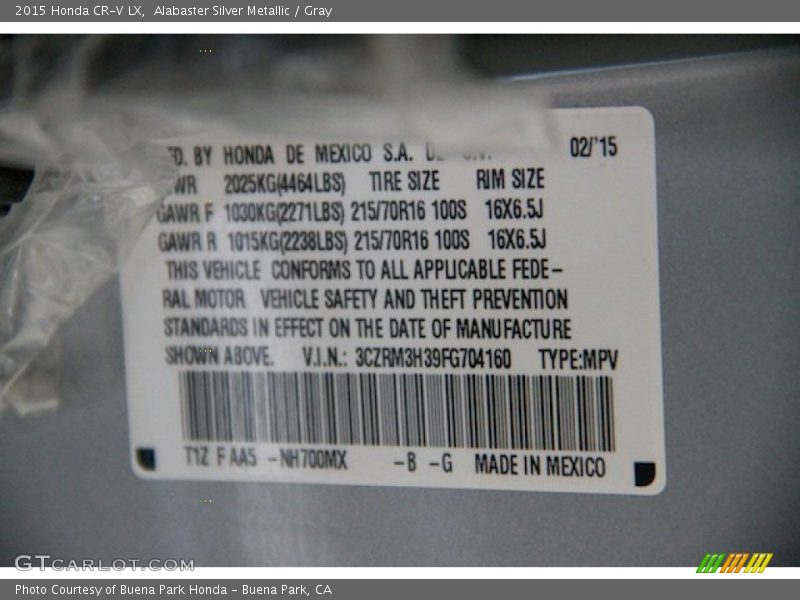 2015 Honda CR-V LX,  Alabaster Silver Metallic / Gray
BY HONDA DE MEXICO S.A. 02/'15
2025KG(4464LBS) TIRE SIZE RIM SIZE
GAWR F 1030KG(2271LBS) 215/70R16 100S 16X6.5J
GAWR R 1015KG(2238LBS) 215/70R16 100S 16X6.5J
THIS VEHICLE CONFORMS TO ALL APPLICABLE FEDE-
RAL MOTOR VEHICLE SAFETY AND THEFT PREVENTION
STANDARDS IN EFFECT ON THE DATE OF MANUFACTURE
SHOWN ABOVE. V.I.N.: 3CZRM3H39FG704160 TYPE:MPV
T1Z F AA5 -NH700MX -B -G MADE IN MEXICO
GTCARLOT.COM
Photo Courtesy of Buena Park Honda - Buena Park, CA